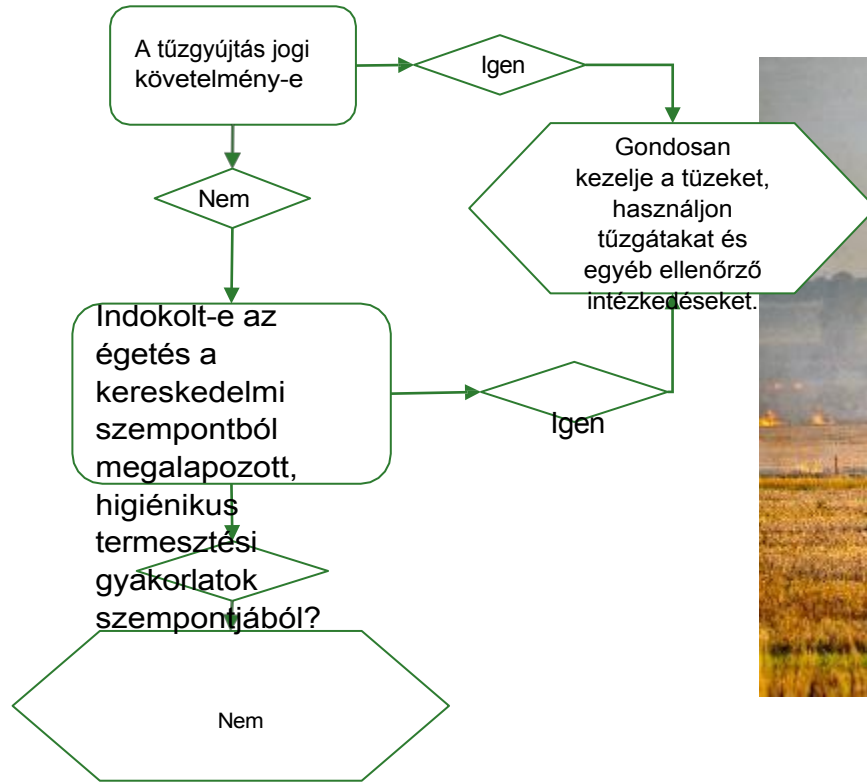 A tűzgyújtás jogi
követelmény-e
Igen
Nem
Gondosan
kezelje a tüzeket,
használjon
tűzgátakat és
egyéb ellenőrző
intézkedéseket.
Indokolt-e az
égetés a
kereskedelmi
szempontból
megalapozott,
higiénikus
termesztési
gyakorlatok
szempontjából?
Igen
Nem